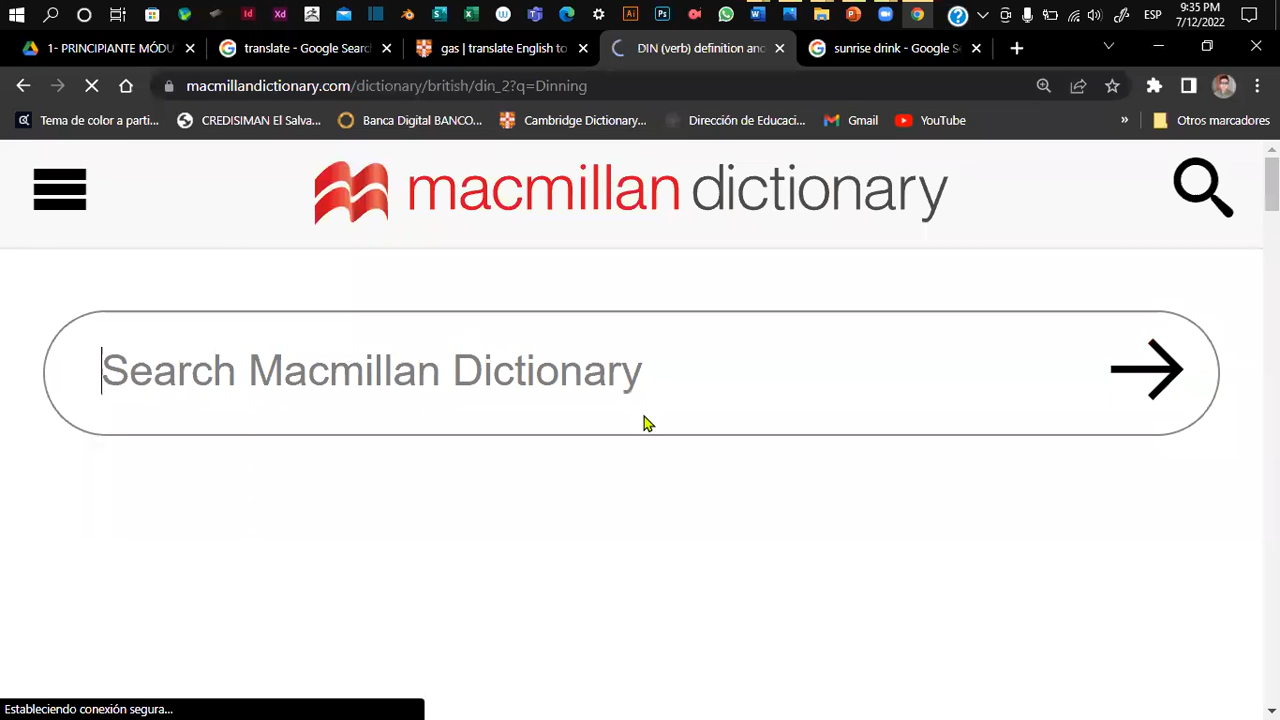 ESP
9:35 PM
7/12/2022
1- PRINCIPIANTE MÓDU
translate - Google Searc
gas | translate English to
DIN (verb) definition and
sunrise drink - Google Se
macmillandictionary.com/dictionary/british/din_2?q=Dinning
Tema de color a parti...
CREDISIMAN El Salva...
Banca Digital BANCO...
Cambridge Dictionary...
Dirección de Educaci...
Gmail
YouTube
»
Otros marcadores
macmillan dictionary
Search Macmillan Dictionary
Estableciendo conexión segura...